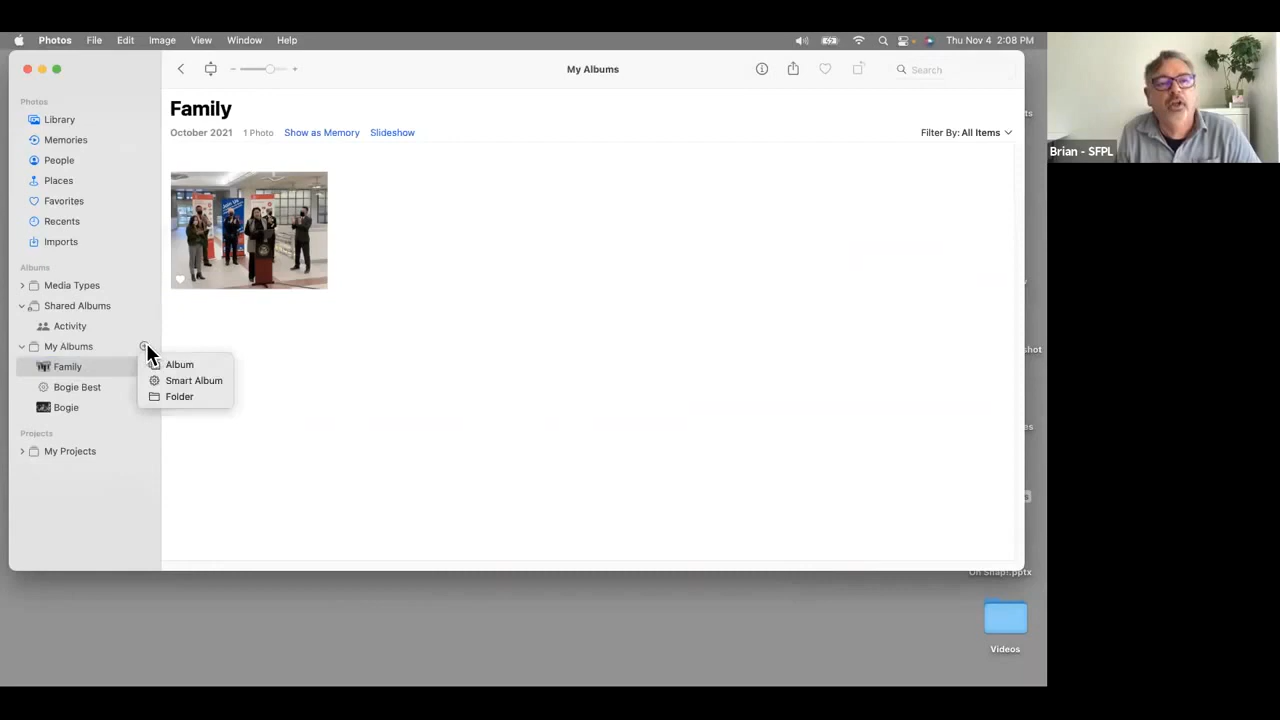 Photos File Edit Image View Window Help Thu Nov 4 2:08 PM
My Albums Search
Photos
Library
Memories
People
Places
Favorites
Recents
Imports
Albums
Media Types
Shared Albums
Activity
My Albums
Family
Bogie Best
Bogie
Projects
My Projects
Family
October 2021 1 Photo Show as Memory Slideshow Filter By: All Items
Album
Smart Album
Folder
Videos
Brian - SFPL